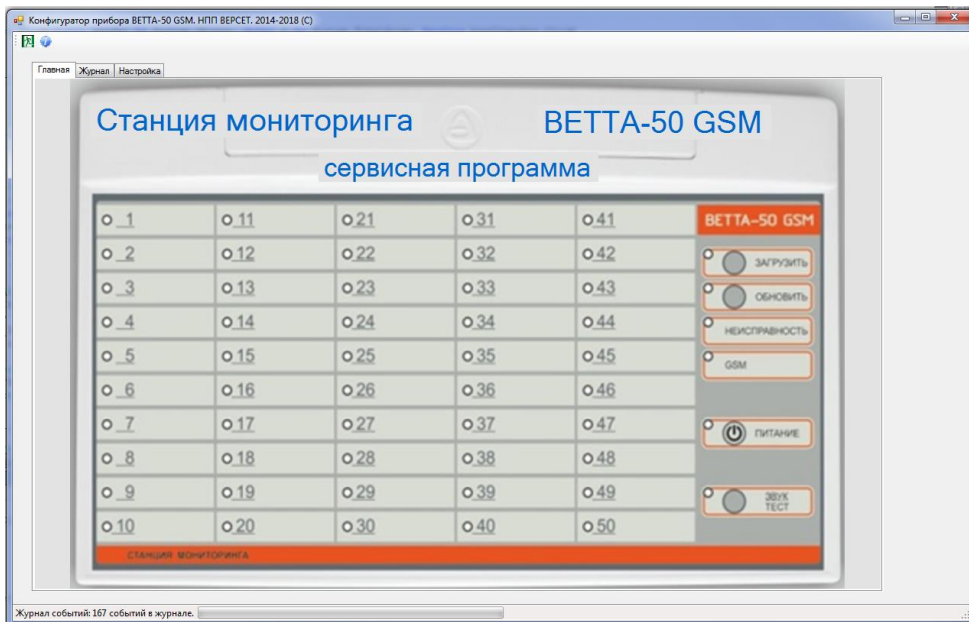 Конфигуратор прибора ВЕТТА-50 GSM. НПП ВЕРСЕТ. 2014-2018 (С)
Главная Журнал Настройка
Станция мониторинга ВЕТТА-50 GSM
сервисная программа
1 11 21 31 41 ВЕТТА-50 GSM
2 12 22 32 42 ЗАГРУЗИТЬ
3 13 23 33 43 ОБНОВИТЬ
4 14 24 34 44 НЕИСПРАВНОСТЬ
5 15 25 35 45 GSM
6 16 26 36 46
7 17 27 37 47 ПИТАНИЕ
8 18 28 38 48
9 19 29 39 49 ЗВУК ТЕСТ
10 20 30 40 50
СТАНЦИЯ МОНИТОРИНГА
Журнал событий: 167 событий в журнале.